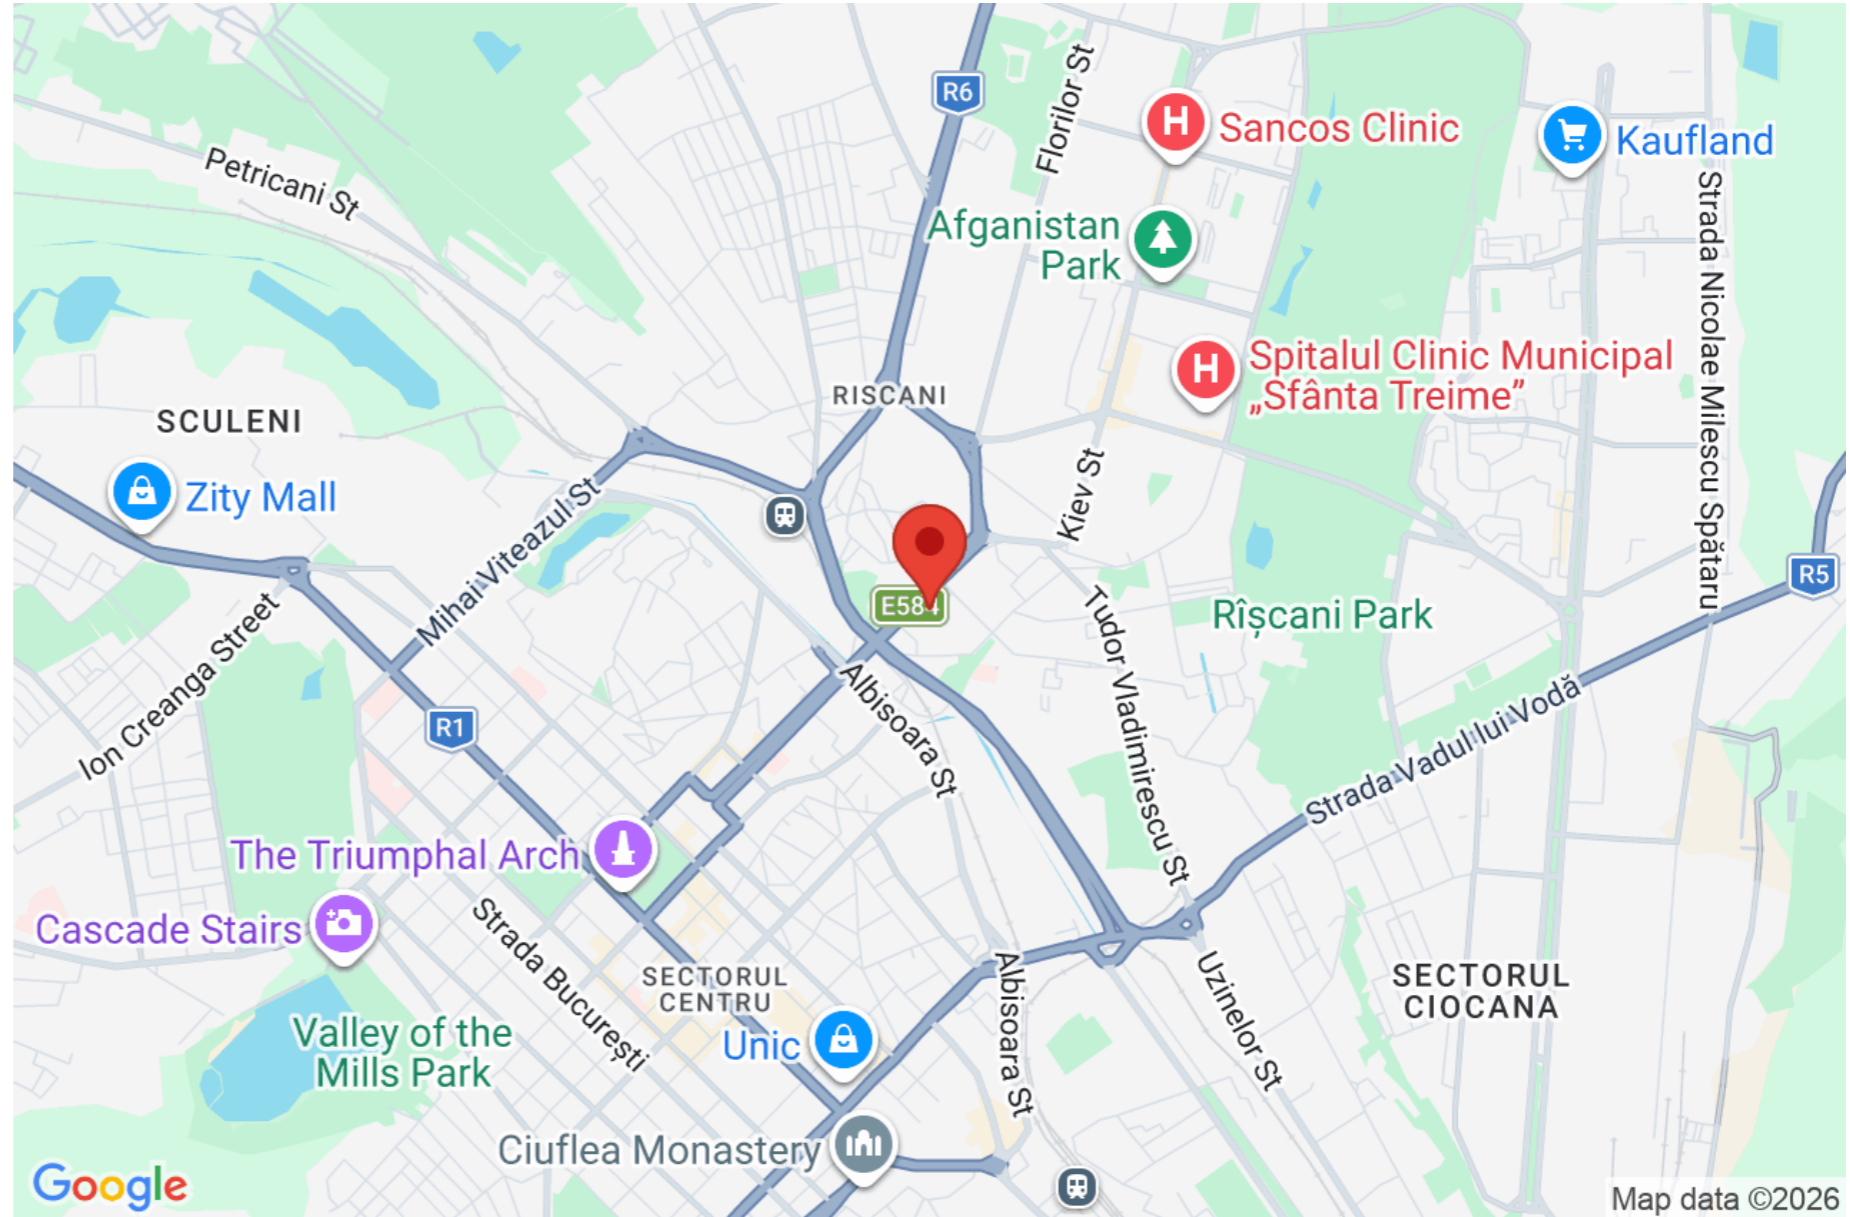 R6
Florilor St
Sancos Clinic
Kaufland
Petricani St
Strada Nicolae Milescu Spătaru
Afganistan
Park
Spitalul Clinic Municipal
„Sfânta Treime”
RISCANI
SCULENI
Zity Mall
Kiev St
Mihai Viteazul St
R5
E584
Rîșcani Park
Ion Creanga Street
Tudor Vladimirescu St
Albisoara St
R1
Strada Vadul lui Vodă
The Triumphal Arch
Cascade Stairs
Strada București
SECTORUL
CENTRU
Albisoara St
Uzinelor St
SECTORUL
CIOCANA
Valley of the
Mills Park
Unic
Ciuflea Monastery
Google
Map data ©2026